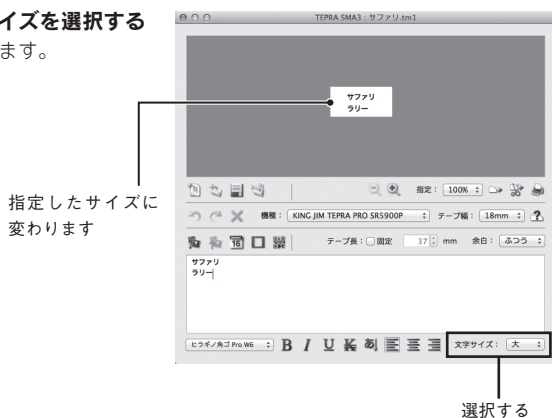 イズを選択する
ます。
TEPRA SMA3：サファリ.tm1
サファリ
ラリー
指定したサイズに
変わります
指定： 100%
機種： KING JIM TEPRA PRO SR5900P テープ幅： 18mm
16 テープ長： 固定 37 mm 余白： ふつう
サファリ
ラリー
ヒラギノ角ゴ Pro W6 B I U K あ 文字サイズ： 大
選択する